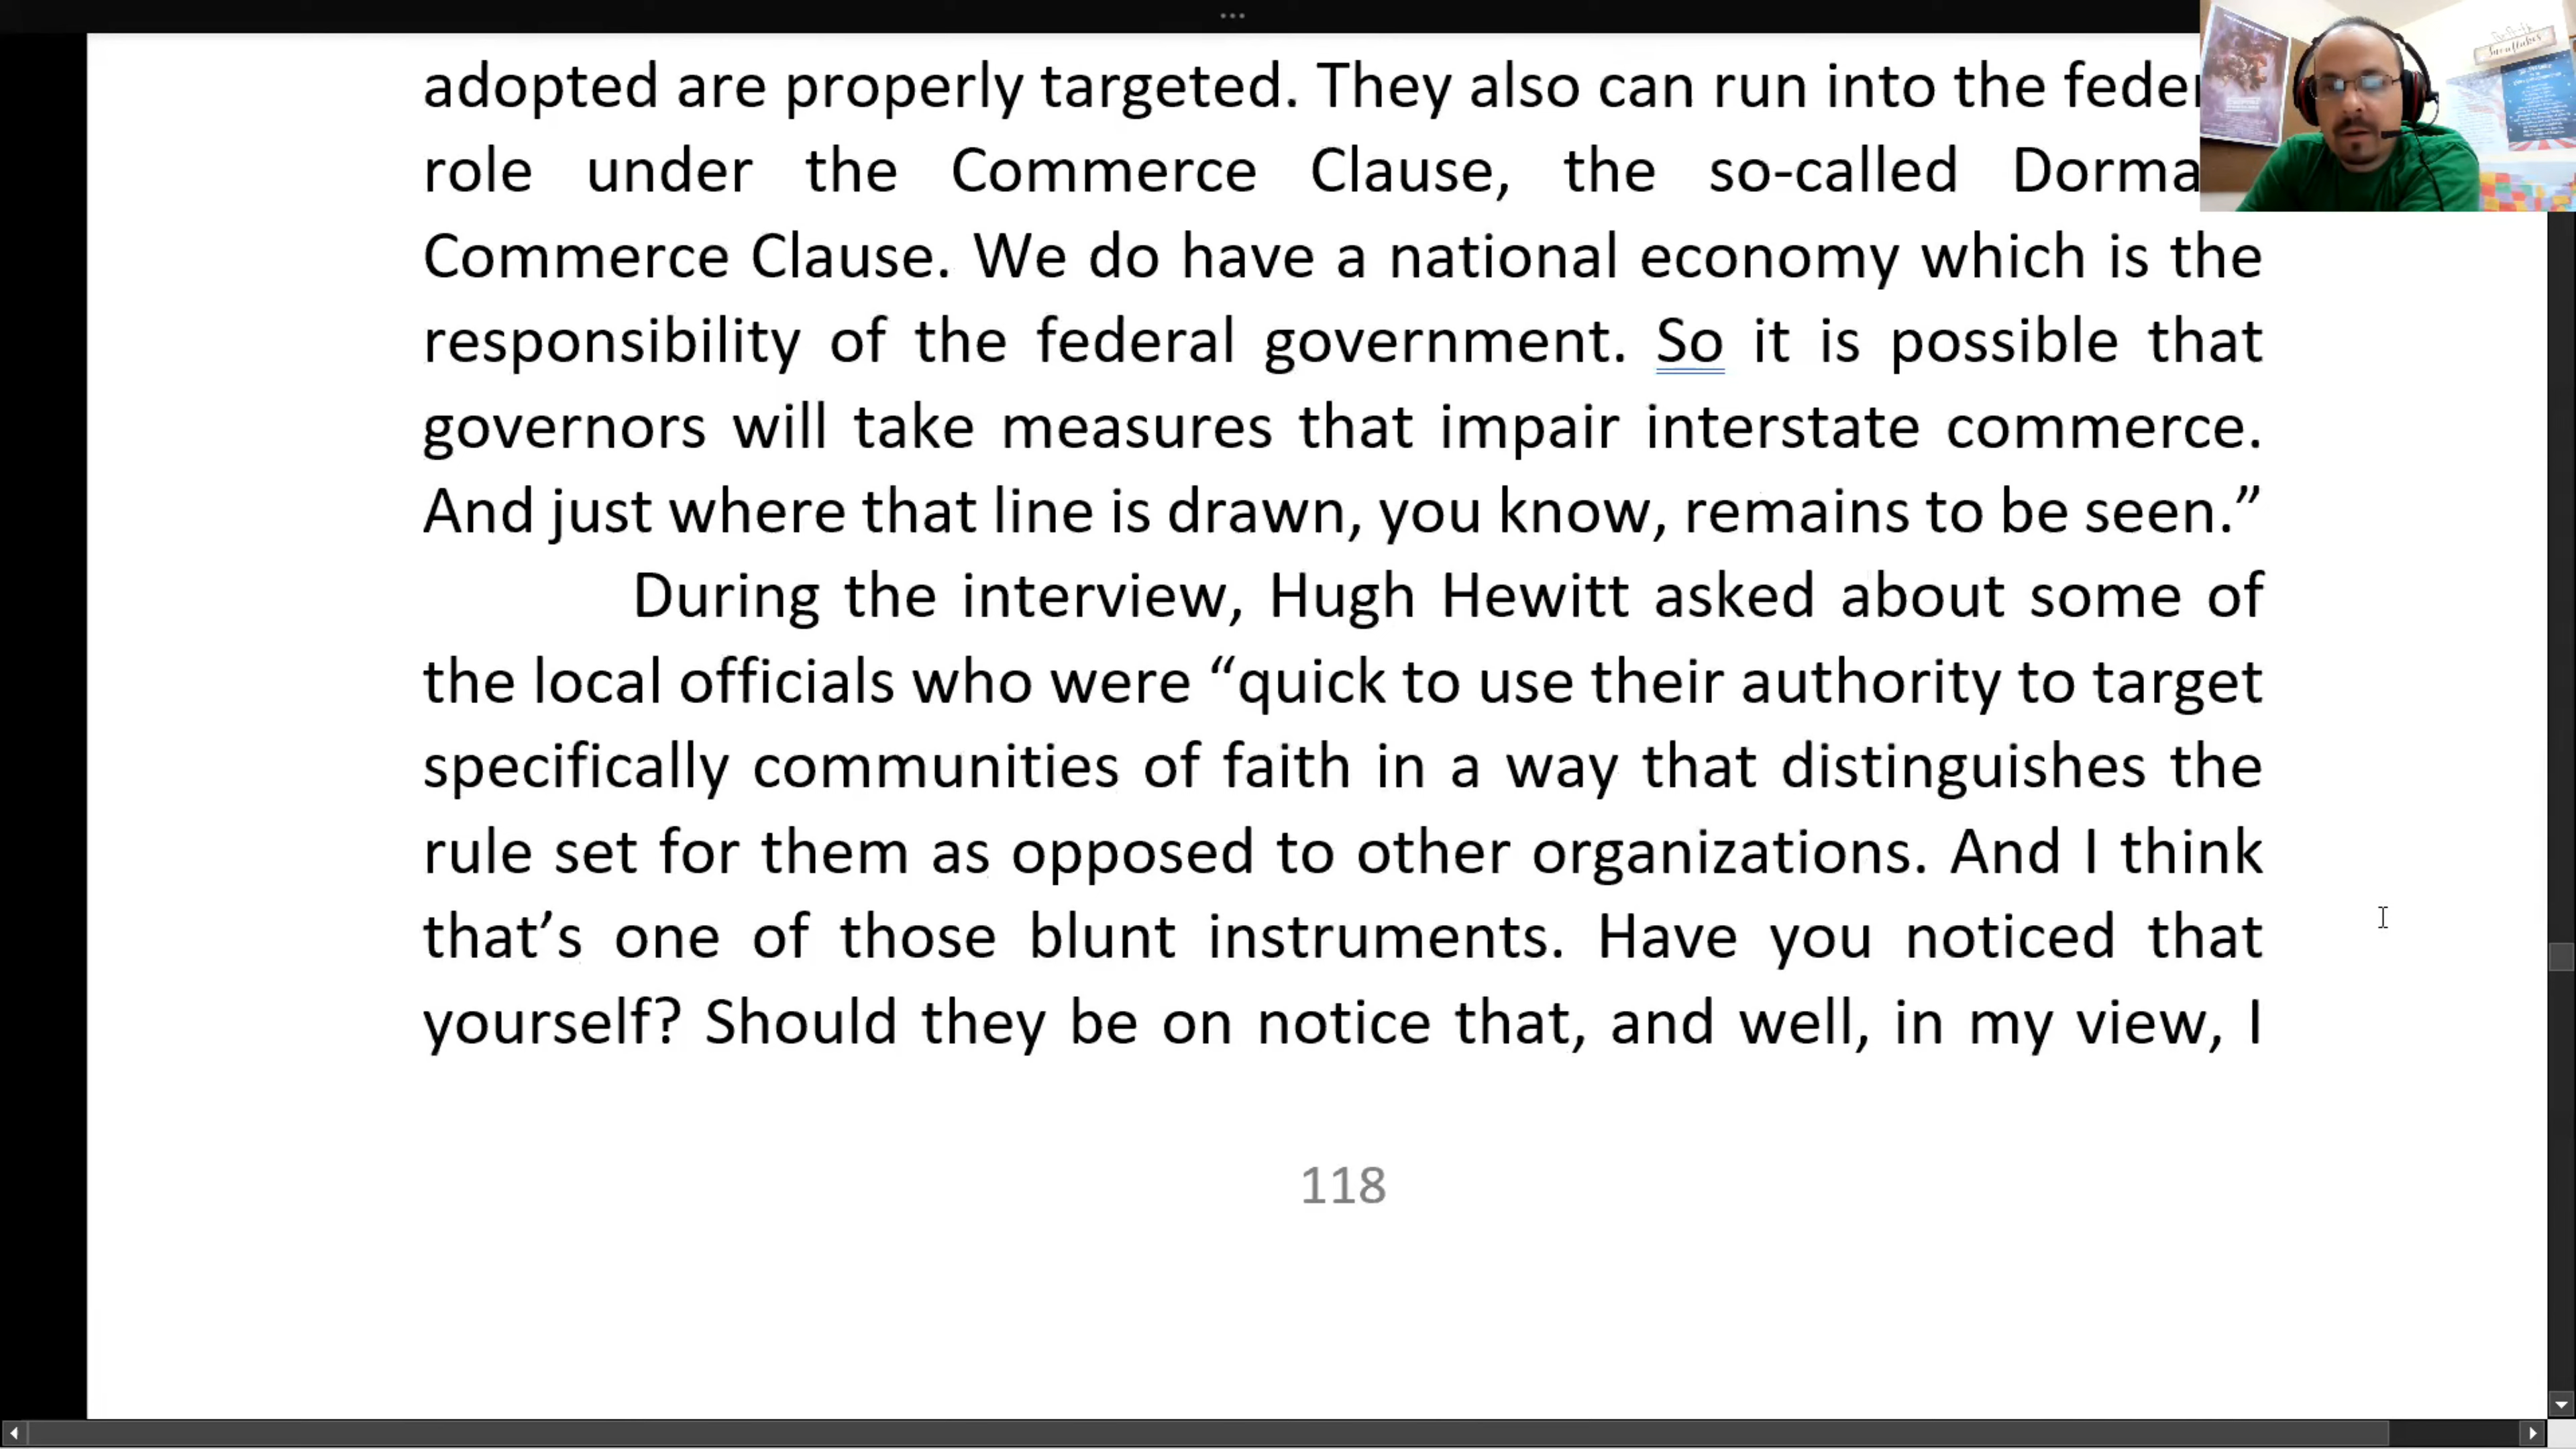 adopted are properly targeted. They also can run into the
role under the Commerce Clause, the so-called
Commerce Clause. We do have a national economy which is the
responsibility of the federal government. So it is possible that
governors will take measures that impair interstate commerce.
And just where that line is drawn, you know, remains to be seen.”
During the interview, Hugh Hewitt asked about some of
the local officials who were “quick to use their authority to target
specifically communities of faith in a way that distinguishes the
rule set for them as opposed to other organizations. And I think
that’s one of those blunt instruments. Have you noticed that
yourself? Should they be on notice that, and well, in my view, I
118